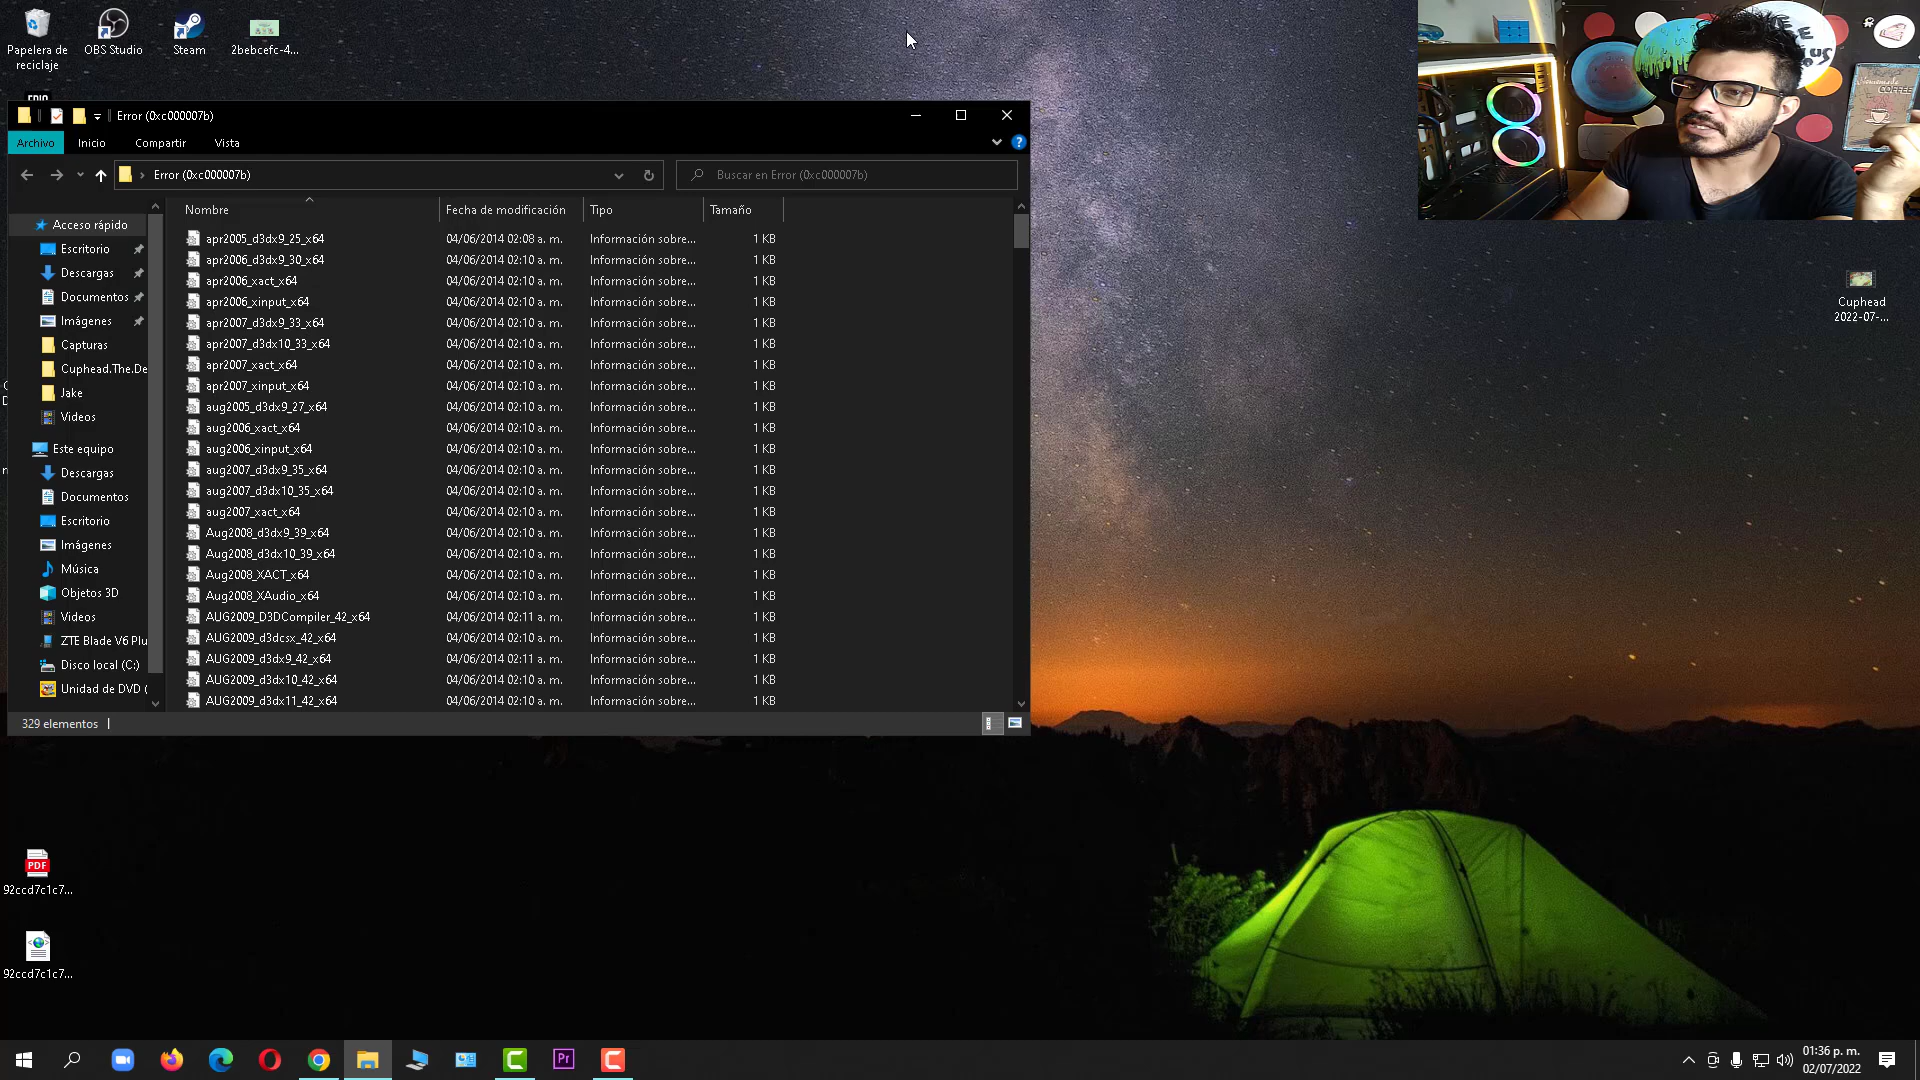 Papelera de
reciclaje
OBS Studio
Steam
2bebcefc-4...
Error (0xc000007b)
Archivo
Inicio
Compartir
Vista
Error (0xc000007b)
Buscar en Error (0xc000007b)
Nombre
Fecha de modificación
Tipo
Tamaño
Acceso rápido
Escritorio
Descargas
Documentos
Imágenes
Capturas
Cuphead.The.De
Jake
Videos
Este equipo
Descargas
Documentos
Escritorio
Imágenes
Música
Objetos 3D
Videos
ZTE Blade V6 Plu
Disco local (C:)
Unidad de DVD (
apr2005_d3dx9_25_x64 04/06/2014 02:08 a. m. Información sobre... 1 KB
apr2006_d3dx9_30_x64 04/06/2014 02:10 a. m. Información sobre... 1 KB
apr2006_xact_x64 04/06/2014 02:10 a. m. Información sobre... 1 KB
apr2006_xinput_x64 04/06/2014 02:10 a. m. Información sobre... 1 KB
apr2007_d3dx9_33_x64 04/06/2014 02:10 a. m. Información sobre... 1 KB
apr2007_d3dx10_33_x64 04/06/2014 02:10 a. m. Información sobre... 1 KB
apr2007_xact_x64 04/06/2014 02:10 a. m. Información sobre... 1 KB
apr2007_xinput_x64 04/06/2014 02:10 a. m. Información sobre... 1 KB
aug2005_d3dx9_27_x64 04/06/2014 02:10 a. m. Información sobre... 1 KB
aug2006_xact_x64 04/06/2014 02:10 a. m. Información sobre... 1 KB
aug2006_xinput_x64 04/06/2014 02:10 a. m. Información sobre... 1 KB
aug2007_d3dx9_35_x64 04/06/2014 02:10 a. m. Información sobre... 1 KB
aug2007_d3dx10_35_x64 04/06/2014 02:10 a. m. Información sobre... 1 KB
aug2007_xact_x64 04/06/2014 02:10 a. m. Información sobre... 1 KB
Aug2008_d3dx9_39_x64 04/06/2014 02:10 a. m. Información sobre... 1 KB
Aug2008_d3dx10_39_x64 04/06/2014 02:10 a. m. Información sobre... 1 KB
Aug2008_XACT_x64 04/06/2014 02:10 a. m. Información sobre... 1 KB
Aug2008_XAudio_x64 04/06/2014 02:10 a. m. Información sobre... 1 KB
AUG2009_D3DCompiler_42_x64 04/06/2014 02:11 a. m. Información sobre... 1 KB
AUG2009_d3dcsx_42_x64 04/06/2014 02:10 a. m. Información sobre... 1 KB
AUG2009_d3dx9_42_x64 04/06/2014 02:11 a. m. Información sobre... 1 KB
AUG2009_d3dx10_42_x64 04/06/2014 02:10 a. m. Información sobre... 1 KB
AUG2009_d3dx11_42_x64 04/06/2014 02:10 a. m. Información sobre... 1 KB
329 elementos
Cuphead
2022-07-...
COFFEE
PDF
92ccd7c1c7...
92ccd7c1c7...
Pr
01:36 p. m.
02/07/2022